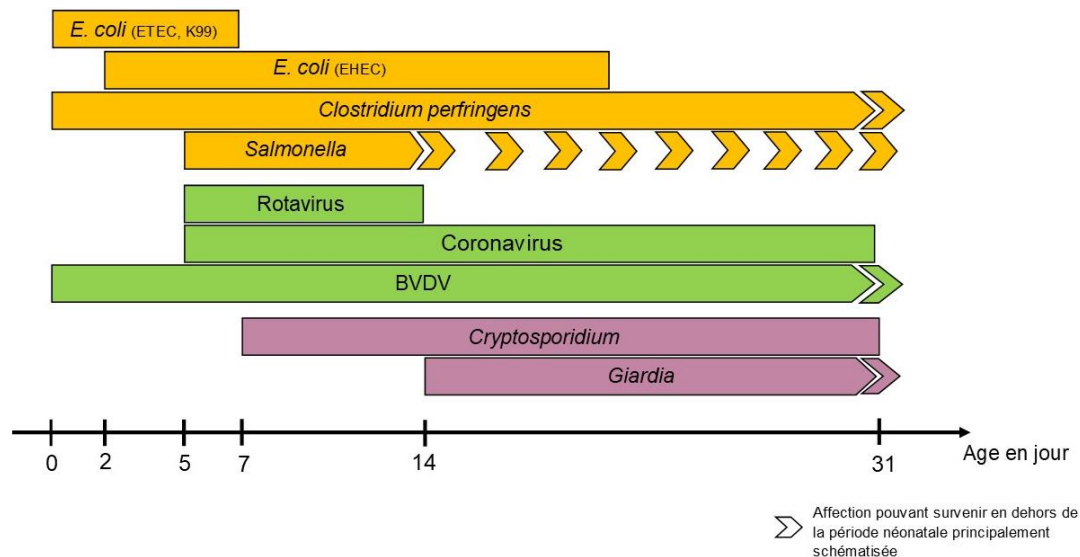 E. coli (ETEC, K99)
E. coli (EHEC)
Clostridium perfringens
Salmonella
Rotavirus
Coronavirus
BVDV
Cryptosporidium
Giardia
0 2 5 7 14 31 Age en jour
Affection pouvant survenir en dehors de
la période néonatale principalement
schématisée